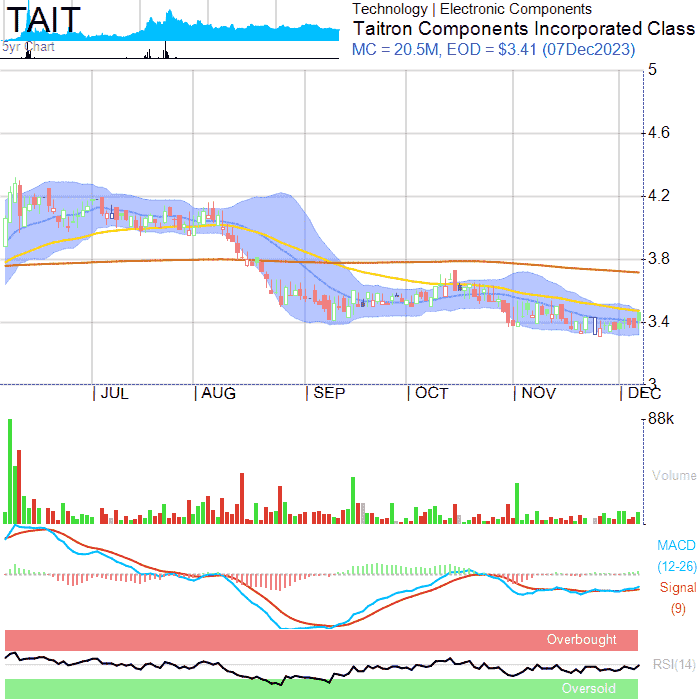 TAIT
5yr Chart
Technology | Electronic Components
Taitron Components Incorporated Class
MC = 20.5M, EOD = $3.41 (07Dec2023)
5
4.6
4.2
3.8
3.4
3
JUL AUG SEP OCT NOV DEC
88k
Volume
MACD
(12-26)
Signal
(9)
Overbought
RSI(14)
Oversold